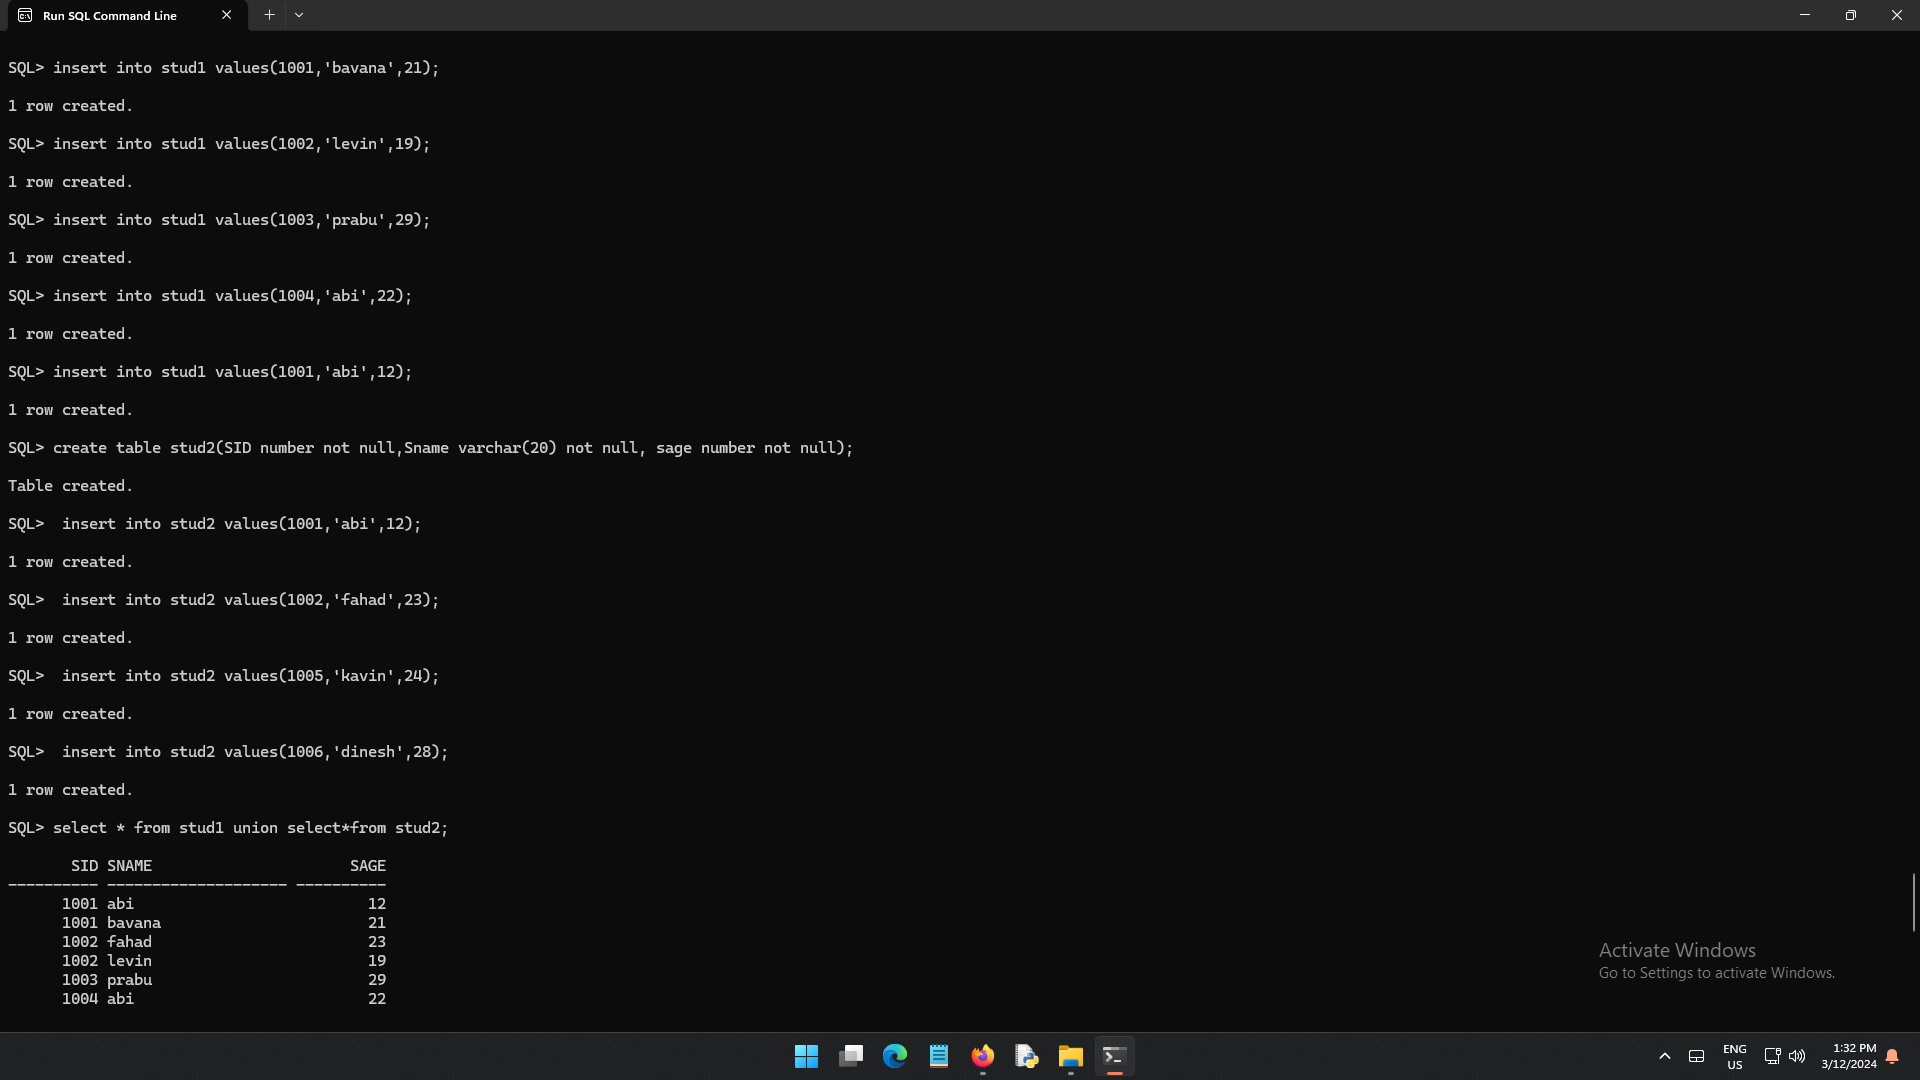 Run SQL Command Line
SQL> insert into stud1 values(1001,'bavana',21);
1 row created.
SQL> insert into stud1 values(1002,'levin',19);
1 row created.
SQL> insert into stud1 values(1003,'prabu',29);
1 row created.
SQL> insert into stud1 values(1004,'abi',22);
1 row created.
SQL> insert into stud1 values(1001,'abi',12);
1 row created.
SQL> create table stud2(SID number not null,Sname varchar(20) not null, sage number not null);
Table created.
SQL>  insert into stud2 values(1001,'abi',12);
1 row created.
SQL>  insert into stud2 values(1002,'fahad',23);
1 row created.
SQL>  insert into stud2 values(1005,'kavin',24);
1 row created.
SQL>  insert into stud2 values(1006,'dinesh',28);
1 row created.
SQL> select * from stud1 union select*from stud2;
       SID SNAME                      SAGE
---------- -------------------- ----------
      1001 abi                          12
      1001 bavana                       21
      1002 fahad                        23
      1002 levin                        19
      1003 prabu                        29
      1004 abi                          22
Activate Windows
Go to Settings to activate Windows.
ENG
US
1:32 PM
3/12/2024